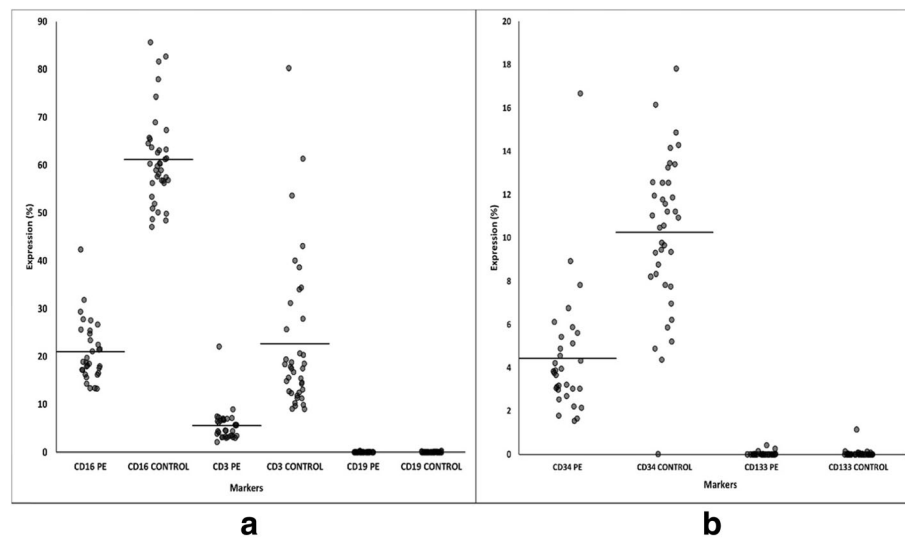 90
80
70
60
50
40
30
20
10
0
Expression (%)
CD16 PE CD16 CONTROL CD3 PE CD3 CONTROL CD19 PE CD19 CONTROL
Markers
a
20
18
16
14
12
10
8
6
4
2
0
Expression (%)
CD34 PE CD34 CONTROL CD133 PE CD133 CONTROL
Markers
b